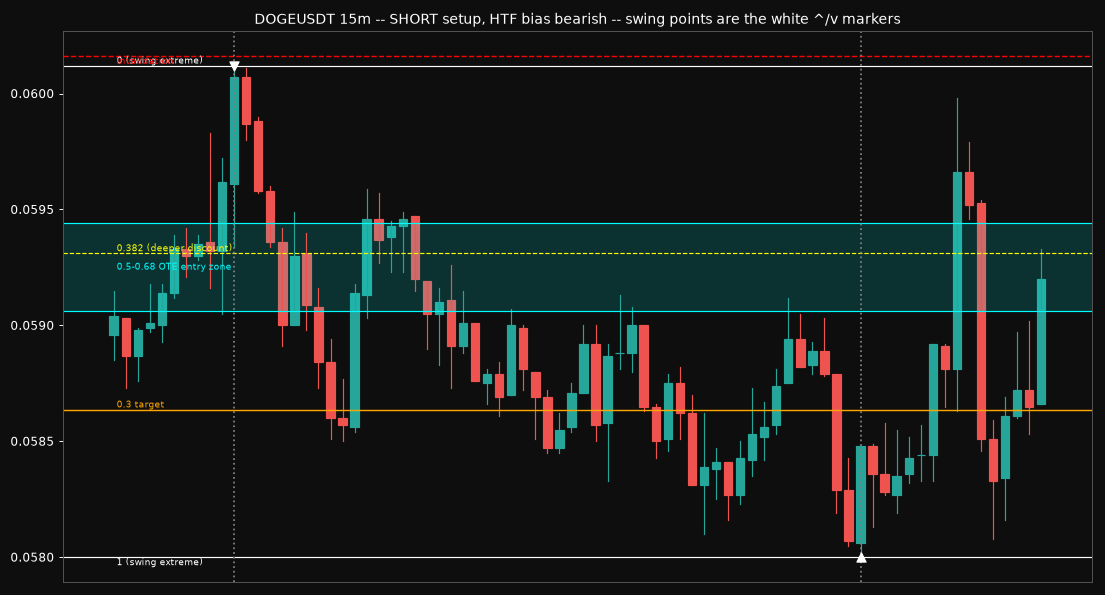 DOGEUSDT 15m -- SHORT setup, HTF bias bearish -- swing points are the white ^/v markers
0 (swing extreme)
0.0600
0.0595
0.382 (deeper discount)
0.5-0.68 OTE entry zone
0.0590
0.3 target
0.0585
0.0580
1 (swing extreme)